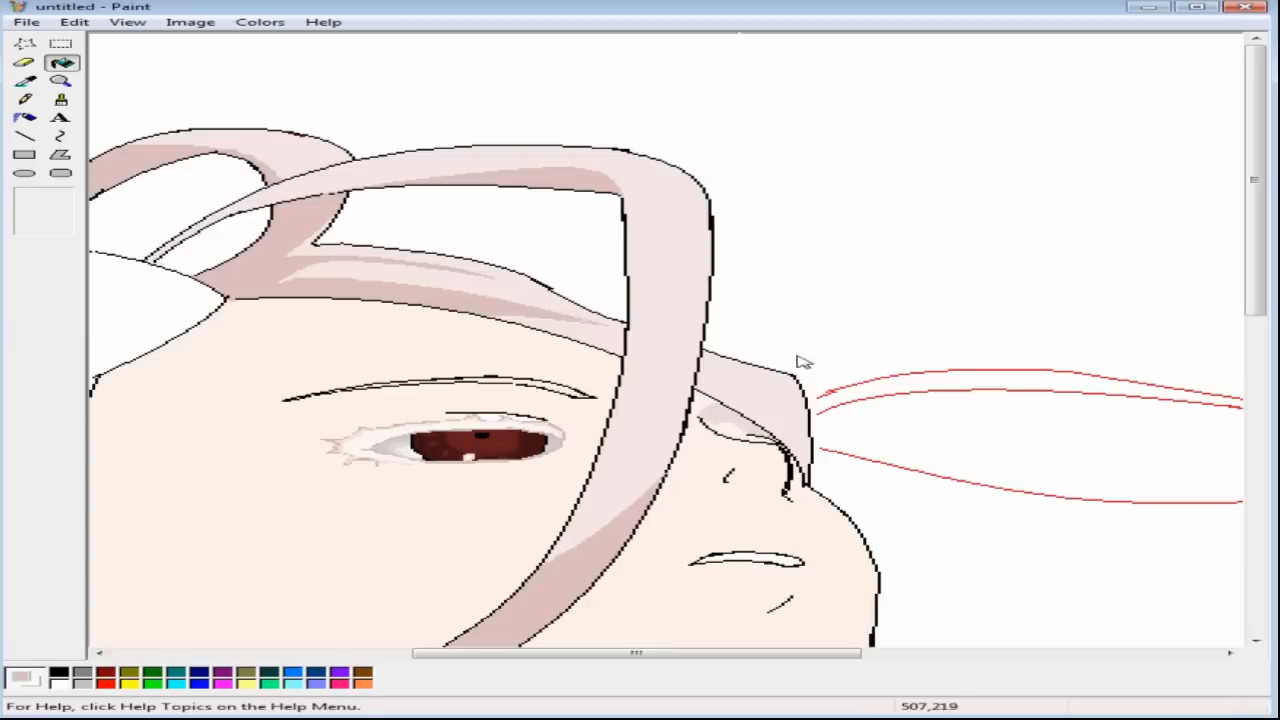 untitled - Paint
File Edit View Image Colors Help
For Help, click Help Topics on the Help Menu.
507,219